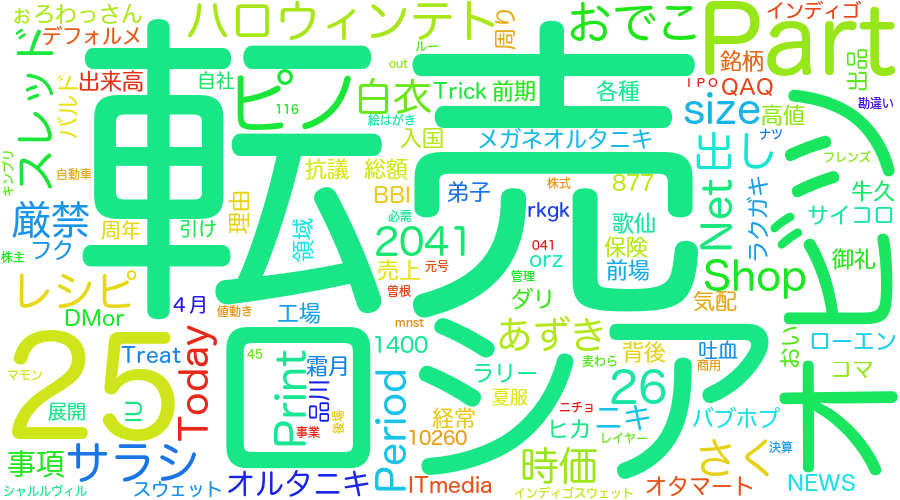 ぉろわっさん
ハロウィンテト
ルー
周り
おでこ
Part
インディゴ
デフォルメ
銘柄
出品
スレッド
バルド
出来高
自社
ピノ
out
116
白衣
Trick
前期
各種
size
IPO
QAQ
高値
勘違い
転売
絵はがき
入国
メガネオルタニキ
出し
ナツ
ホビツ
フレンズ
キンプリ
自動車
抗議
総額
BBI
弟子
株式
877
Net
ラクガキ
牛久
サイコロ
厳禁
周年
引け
理由
領域
必需
rkgk
歌仙
フク
株主
2041
041
orz
保険
前場
御礼
売上
元号
管理
Shop
レシピ
4月
値動き
曽根
ダリ
気配
DMor
工場
mnst
あずき
おい
ローエン
25
Treat
Today
ロシア
45
Print
霜月
1400
背後
吐血
商用
コマ
マモン
ラリー
麦わら
26
展開
品川
後場
Period
夏服
経常
ニチョ
ニキ
バブホプ
事業
10260
ヒカ
レイヤー
さく
決算
事項
サラシ
時価
シャルルヴィル
スウェット
オルタニキ
ITmedia
インディゴスウェット
オタマート
NEWS